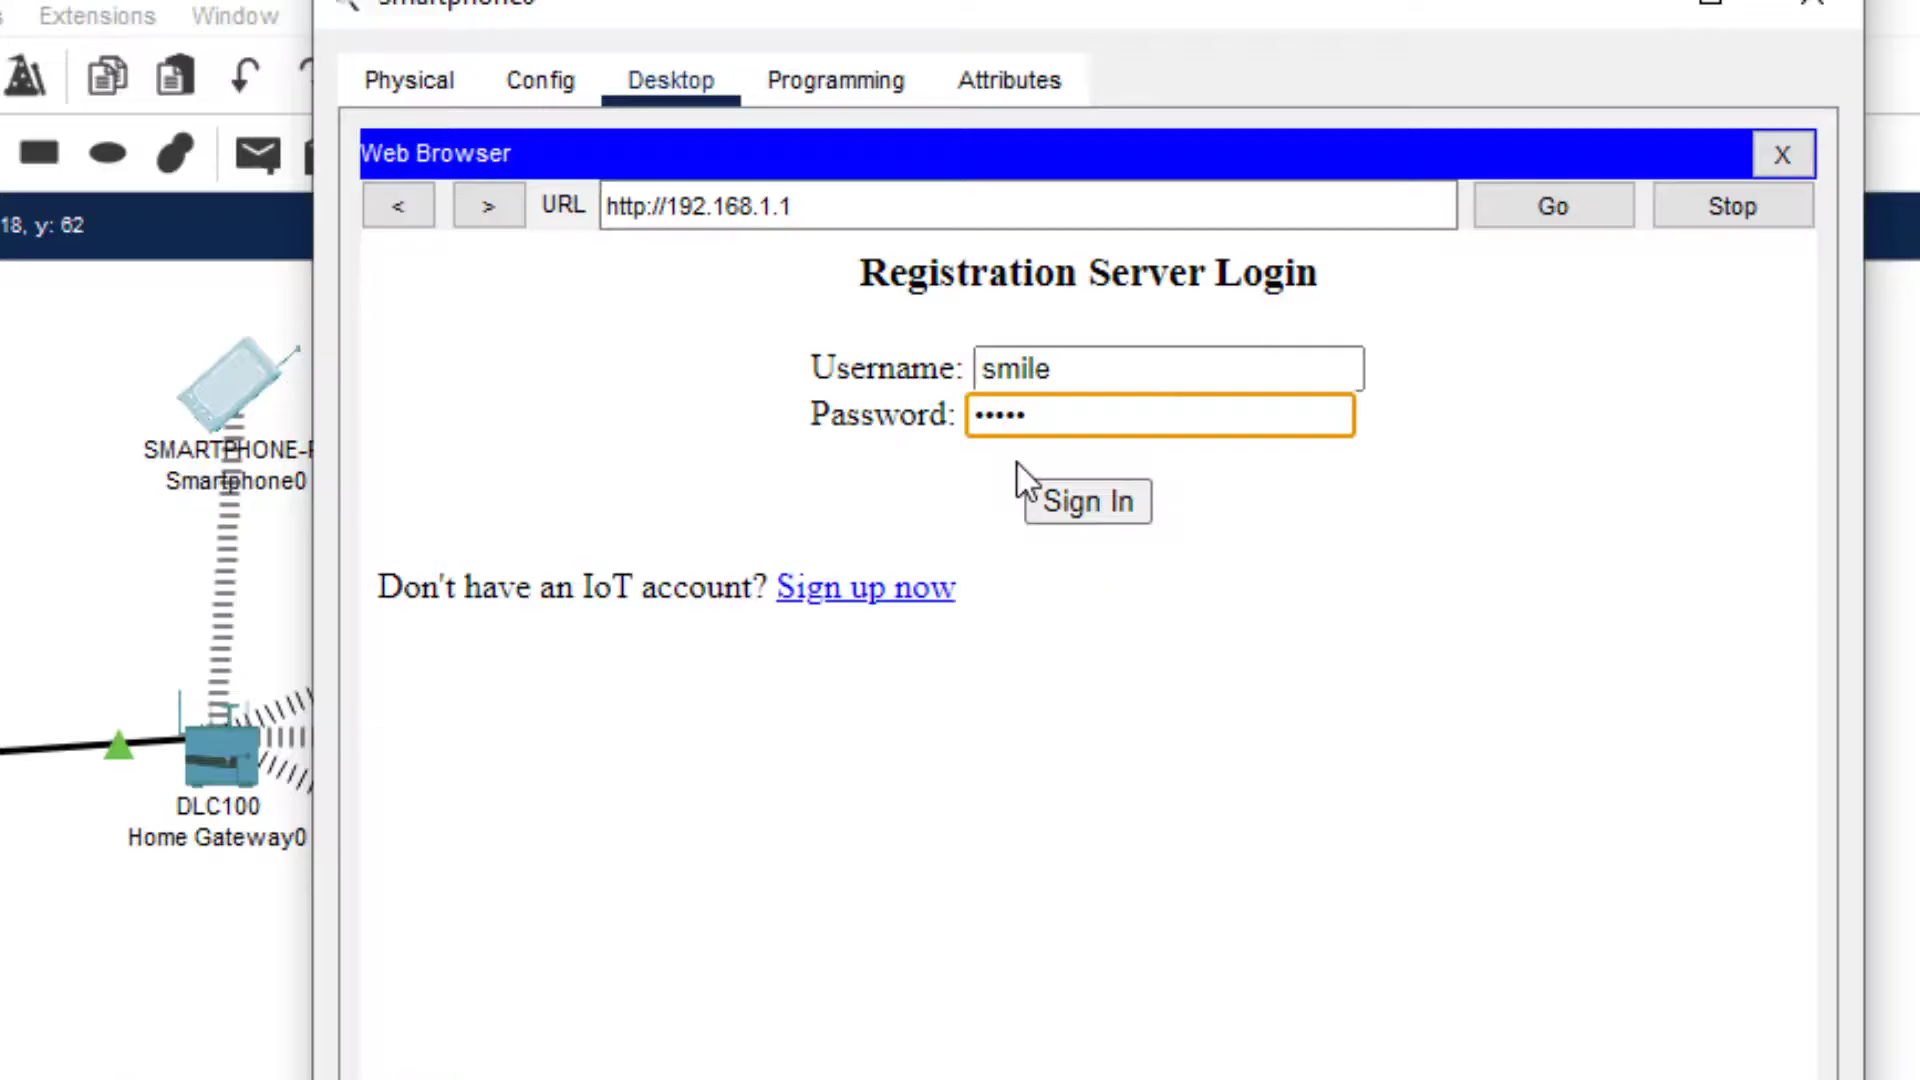 Extensions Window
Smartphone0
Physical Config Desktop Programming Attributes
Web Browser X
< > URL http://192.168.1.1 Go Stop
18, y: 62
Registration Server Login
Username: smile
Password: •••••
Sign In
Don't have an IoT account? Sign up now
SMARTPHONE-
Smartphone0
DLC100
Home Gateway0